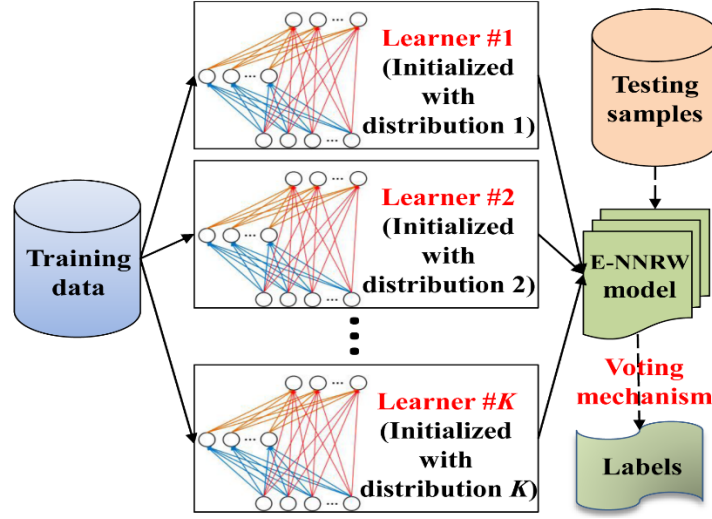 Training
data
Learner #1
(Initialized
with
distribution 1)
Learner #2
(Initialized
with
distribution 2)
Learner #K
(Initialized
with
distribution K)
Testing
samples
E-NNRW
model
Voting
mechanism
Labels